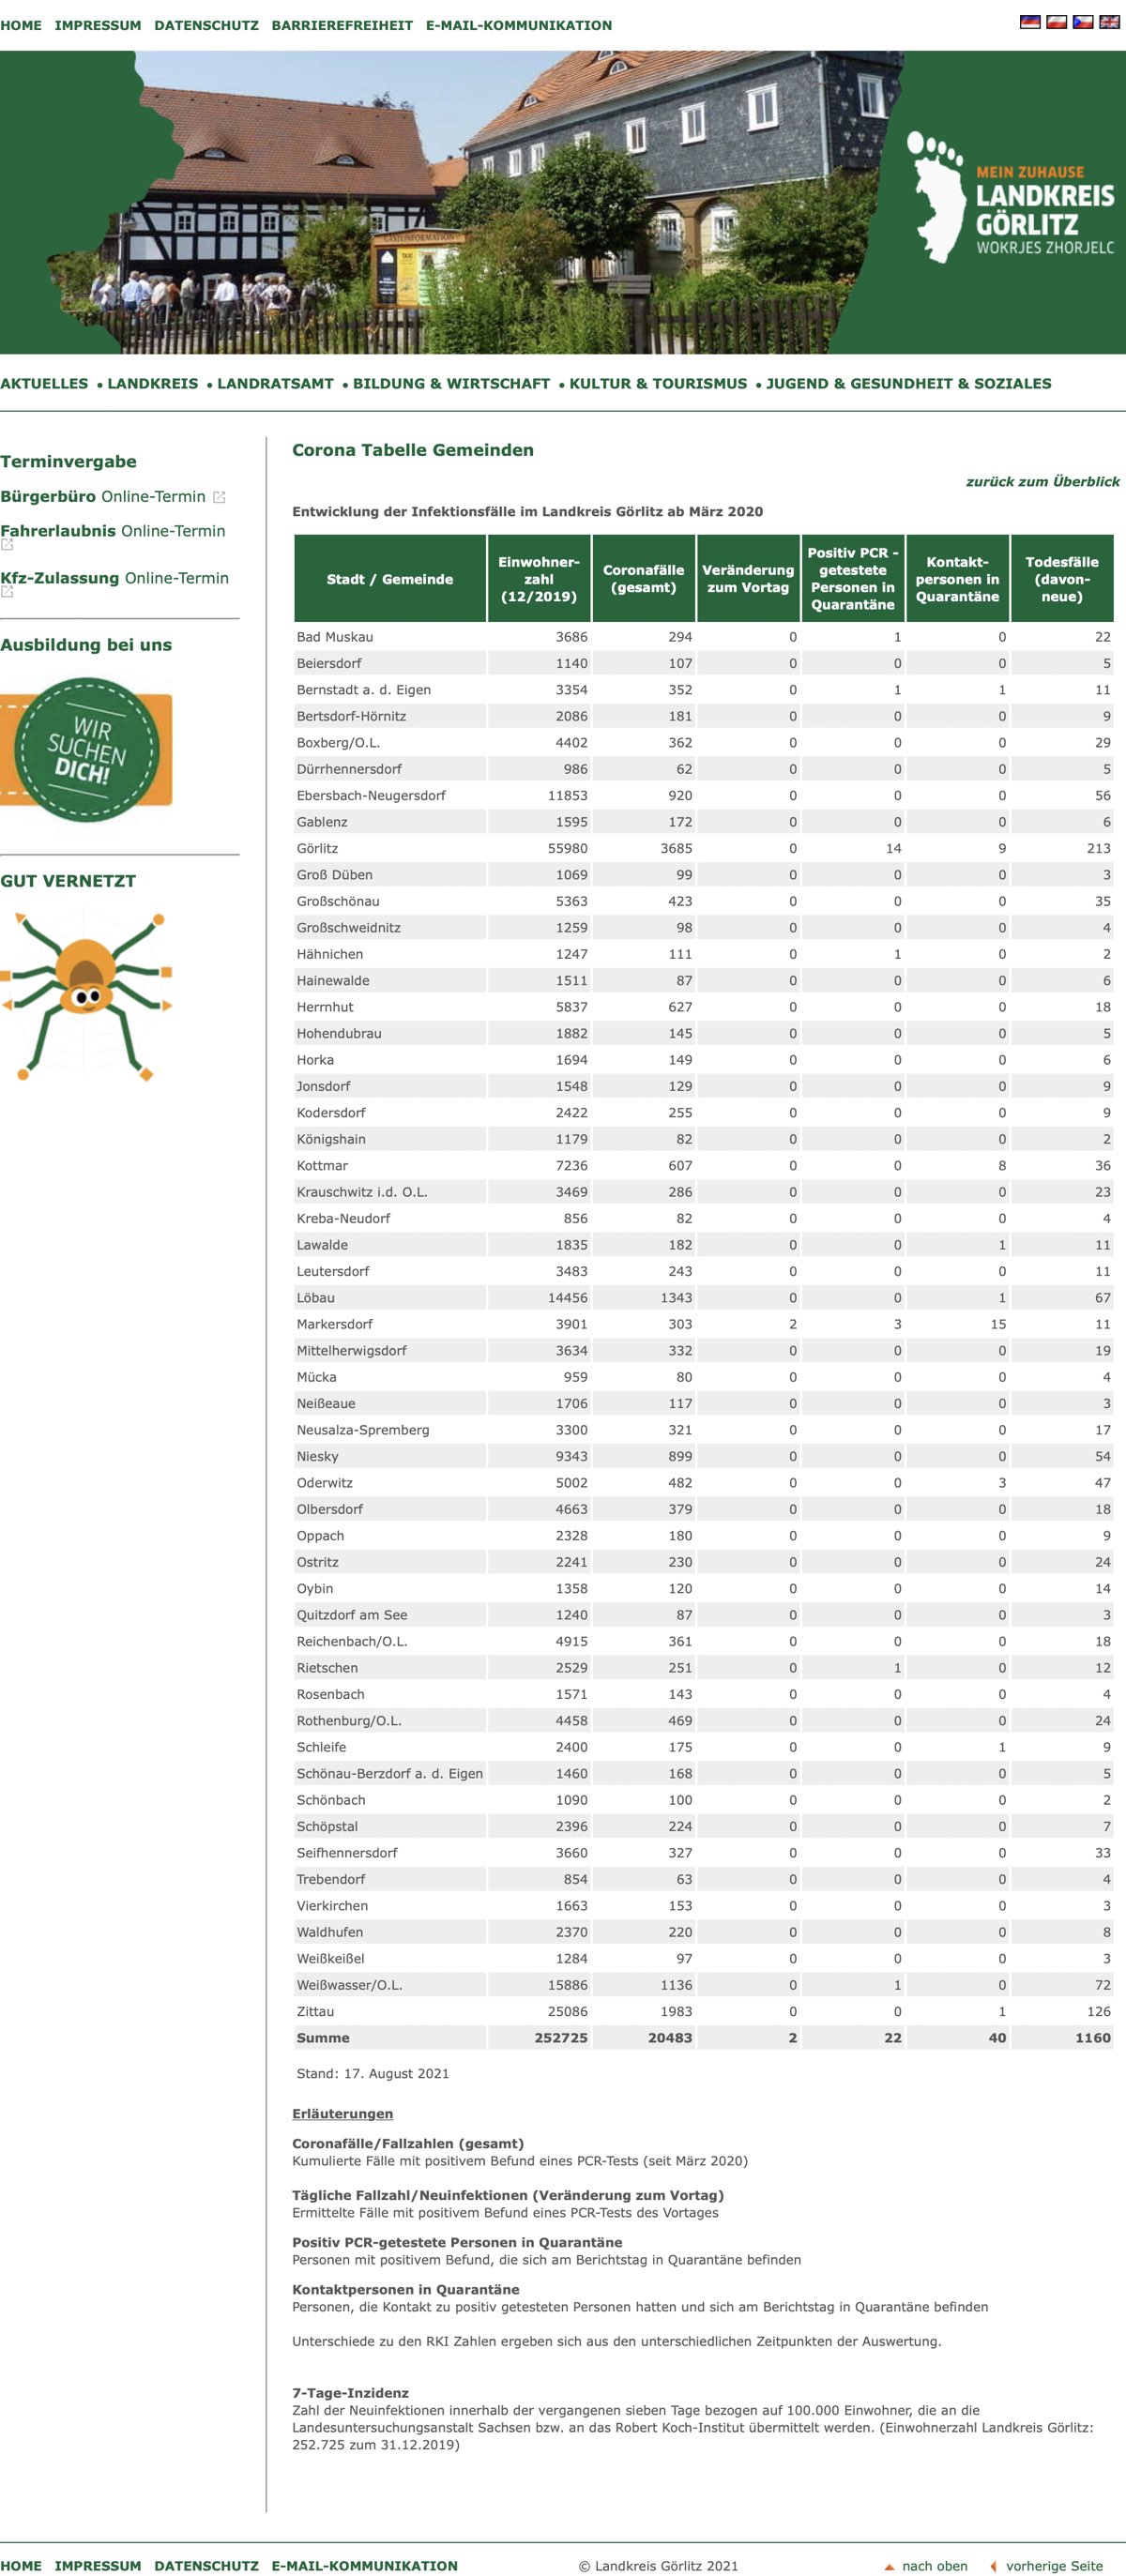 HOME IMPRESSUM DATENSCHUTZ BARRIEREFREIHEIT E-MAIL-KOMMUNIKATION
GÄSTEINFORMATION
MEIN ZUHAUSE
LANDKREIS
GÖRLITZ
WOKRJES ZHORJELC
AKTUELLES • LANDKREIS • LANDRATSAMT • BILDUNG & WIRTSCHAFT • KULTUR & TOURISMUS • JUGEND & GESUNDHEIT & SOZIALES
Terminvergabe
Bürgerbüro Online-Termin
Fahrerlaubnis Online-Termin
Kfz-Zulassung Online-Termin
Ausbildung bei uns
WIR
SUCHEN
DICH!
GUT VERNETZT
Corona Tabelle Gemeinden
zurück zum Überblick
Entwicklung der Infektionsfälle im Landkreis Görlitz ab März 2020
Stadt / Gemeinde Einwohner-zahl (12/2019) Coronafälle (gesamt) Veränderung zum Vortag Positiv PCR - getestete Personen in Quarantäne Kontakt-personen in Quarantäne Todesfälle (davon-neue)
Bad Muskau 3686 294 0 1 0 22
Beiersdorf 1140 107 0 0 0 5
Bernstadt a. d. Eigen 3354 352 0 1 1 11
Bertsdorf-Hörnitz 2086 181 0 0 0 9
Boxberg/O.L. 4402 362 0 0 0 29
Dürrhennersdorf 986 62 0 0 0 5
Ebersbach-Neugersdorf 11853 920 0 0 0 56
Gablenz 1595 172 0 0 0 6
Görlitz 55980 3685 0 14 9 213
Groß Düben 1069 99 0 0 0 3
Großschönau 5363 423 0 0 0 35
Großschweidnitz 1259 98 0 0 0 4
Hähnichen 1247 111 0 1 0 2
Hainewalde 1511 87 0 0 0 6
Herrnhut 5837 627 0 0 0 18
Hohendubrau 1882 145 0 0 0 5
Horka 1694 149 0 0 0 6
Jonsdorf 1548 129 0 0 0 9
Kodersdorf 2422 255 0 0 0 9
Königshain 1179 82 0 0 0 2
Kottmar 7236 607 0 0 8 36
Krauschwitz i.d. O.L. 3469 286 0 0 0 23
Kreba-Neudorf 856 82 0 0 0 4
Lawalde 1835 182 0 0 1 11
Leutersdorf 3483 243 0 0 0 11
Löbau 14456 1343 0 0 1 67
Markersdorf 3901 303 2 3 15 11
Mittelherwigsdorf 3634 332 0 0 0 19
Mücka 959 80 0 0 0 4
Neißeaue 1706 117 0 0 0 3
Neusalza-Spremberg 3300 321 0 0 0 17
Niesky 9343 899 0 0 0 54
Oderwitz 5002 482 0 0 3 47
Olbersdorf 4663 379 0 0 0 18
Oppach 2328 180 0 0 0 9
Ostritz 2241 230 0 0 0 24
Oybin 1358 120 0 0 0 14
Quitzdorf am See 1240 87 0 0 0 3
Reichenbach/O.L. 4915 361 0 0 0 18
Rietschen 2529 251 0 1 0 12
Rosenbach 1571 143 0 0 0 4
Rothenburg/O.L. 4458 469 0 0 0 24
Schleife 2400 175 0 0 1 9
Schönau-Berzdorf a. d. Eigen 1460 168 0 0 0 5
Schönbach 1090 100 0 0 0 2
Schöpstal 2396 224 0 0 0 7
Seifhennersdorf 3660 327 0 0 0 33
Trebendorf 854 63 0 0 0 4
Vierkirchen 1663 153 0 0 0 3
Waldhufen 2370 220 0 0 0 8
Weißkeißel 1284 97 0 0 0 3
Weißwasser/O.L. 15886 1136 0 1 0 72
Zittau 25086 1983 0 0 1 126
Summe 252725 20483 2 22 40 1160
Stand: 17. August 2021
Erläuterungen
Coronafälle/Fallzahlen (gesamt)
Kumulierte Fälle mit positivem Befund eines PCR-Tests (seit März 2020)
Tägliche Fallzahl/Neuinfektionen (Veränderung zum Vortag)
Ermittelte Fälle mit positivem Befund eines PCR-Tests des Vortages
Positiv PCR-getestete Personen in Quarantäne
Personen mit positivem Befund, die sich am Berichtstag in Quarantäne befinden
Kontaktpersonen in Quarantäne
Personen, die Kontakt zu positiv getesteten Personen hatten und sich am Berichtstag in Quarantäne befinden
Unterschiede zu den RKI Zahlen ergeben sich aus den unterschiedlichen Zeitpunkten der Auswertung.
7-Tage-Inzidenz
Zahl der Neuinfektionen innerhalb der vergangenen sieben Tage bezogen auf 100.000 Einwohner, die an die
Landesuntersuchungsanstalt Sachsen bzw. an das Robert Koch-Institut übermittelt werden. (Einwohnerzahl Landkreis Görlitz:
252.725 zum 31.12.2019)
HOME IMPRESSUM DATENSCHUTZ E-MAIL-KOMMUNIKATION © Landkreis Görlitz 2021 nach oben vorherige Seite